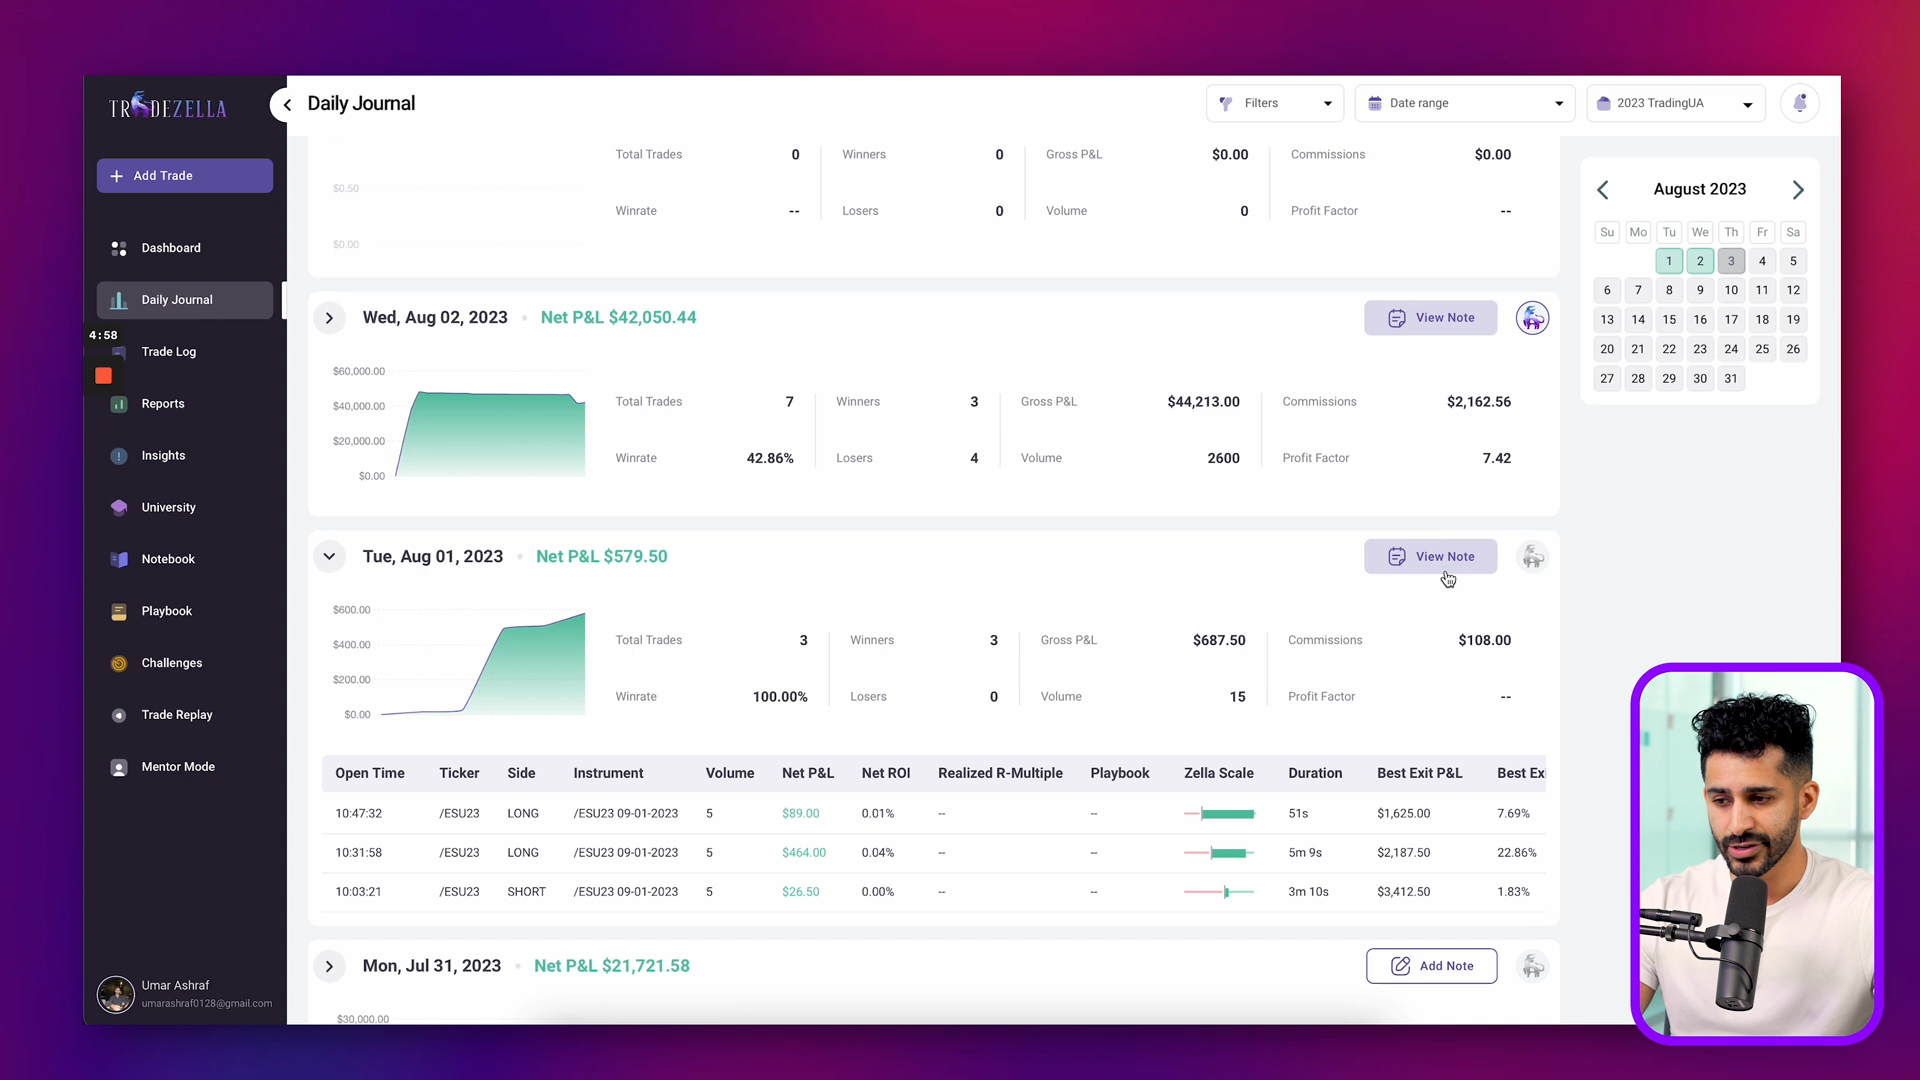 TRADEZELLA
Daily Journal
Filters
Date range
2023 TradingUA
Add Trade
Dashboard
Daily Journal
4:58
Trade Log
Reports
Insights
University
Notebook
Playbook
Challenges
Trade Replay
Mentor Mode
Umar Ashraf
umarashraf0128@gmail.com
$0.50
$0.00
Total Trades 0 Winners 0 Gross P&L $0.00 Commissions $0.00
Winrate -- Losers 0 Volume 0 Profit Factor --
Wed, Aug 02, 2023 • Net P&L $42,050.44 View Note
$60,000.00
$40,000.00
$20,000.00
$0.00
Total Trades 7 Winners 3 Gross P&L $44,213.00 Commissions $2,162.56
Winrate 42.86% Losers 4 Volume 2600 Profit Factor 7.42
Tue, Aug 01, 2023 • Net P&L $579.50 View Note
$600.00
$400.00
$200.00
$0.00
Total Trades 3 Winners 3 Gross P&L $687.50 Commissions $108.00
Winrate 100.00% Losers 0 Volume 15 Profit Factor --
Open Time Ticker Side Instrument Volume Net P&L Net ROI Realized R-Multiple Playbook Zella Scale Duration Best Exit P&L Best Ex
10:47:32 /ESU23 LONG /ESU23 09-01-2023 5 $89.00 0.01% -- -- 51s $1,625.00 7.69%
10:31:58 /ESU23 LONG /ESU23 09-01-2023 5 $464.00 0.04% -- -- 5m 9s $2,187.50 22.86%
10:03:21 /ESU23 SHORT /ESU23 09-01-2023 5 $26.50 0.00% -- -- 3m 10s $3,412.50 1.83%
Mon, Jul 31, 2023 • Net P&L $21,721.58 Add Note
$30,000.00
August 2023
Su Mo Tu We Th Fr Sa
1 2 3 4 5
6 7 8 9 10 11 12
13 14 15 16 17 18 19
20 21 22 23 24 25 26
27 28 29 30 31